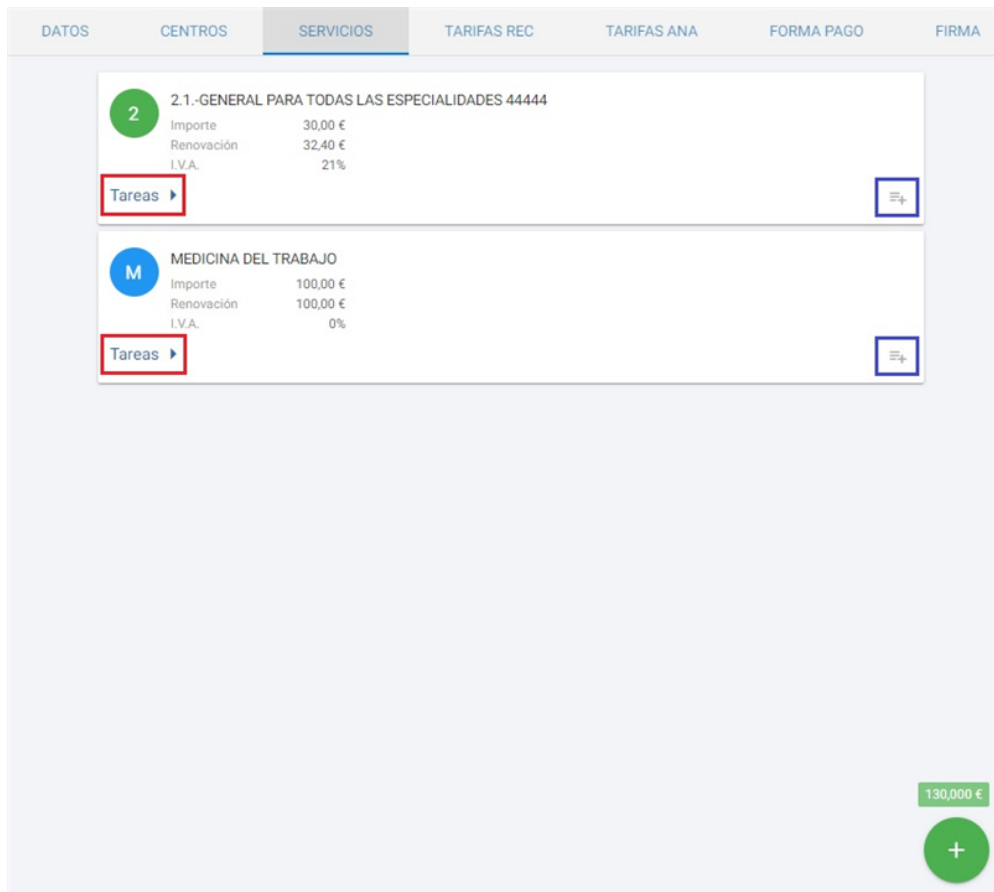 DATOS CENTROS SERVICIOS TARIFAS REC TARIFAS ANA FORMA PAGO FIRMA
2
2.1.-GENERAL PARA TODAS LAS ESPECIALIDADES 44444
Importe 30,00 €
Renovación 32,40 €
I.V.A. 21%
Tareas
M
MEDICINA DEL TRABAJO
Importe 100,00 €
Renovación 100,00 €
I.V.A. 0%
Tareas
130,000 €
+